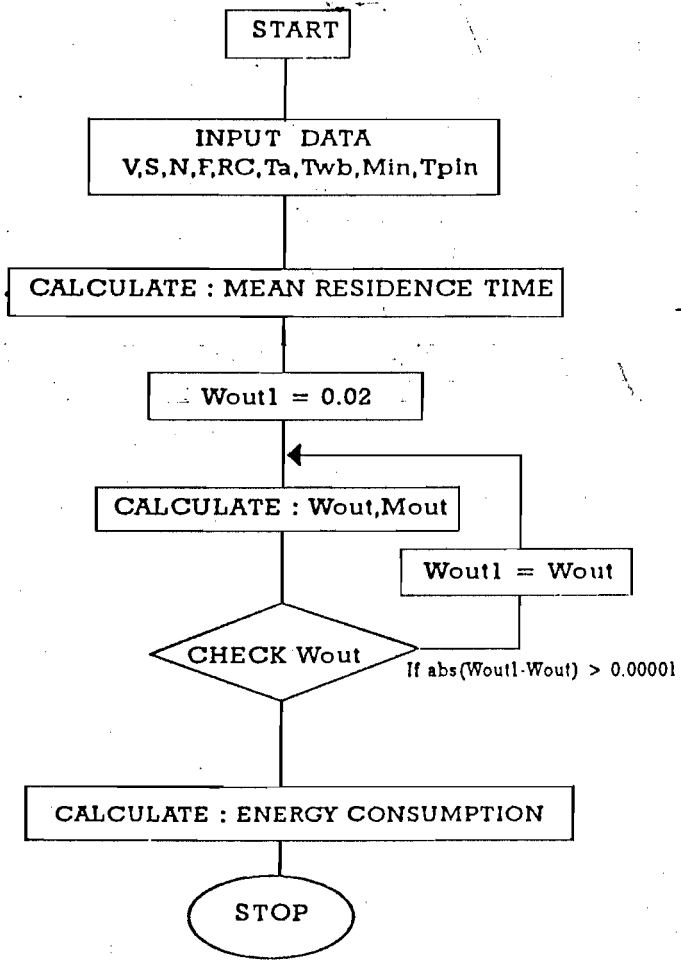 START
INPUT DATA
V,S,N,F,RC,Ta,Twb,Min,Tpin
CALCULATE : MEAN RESIDENCE TIME
Wout1 = 0.02
CALCULATE : Wout,Mout
Wout1 = Wout
CHECK Wout
If abs(Wout1-Wout) > 0.00001
CALCULATE : ENERGY CONSUMPTION
STOP